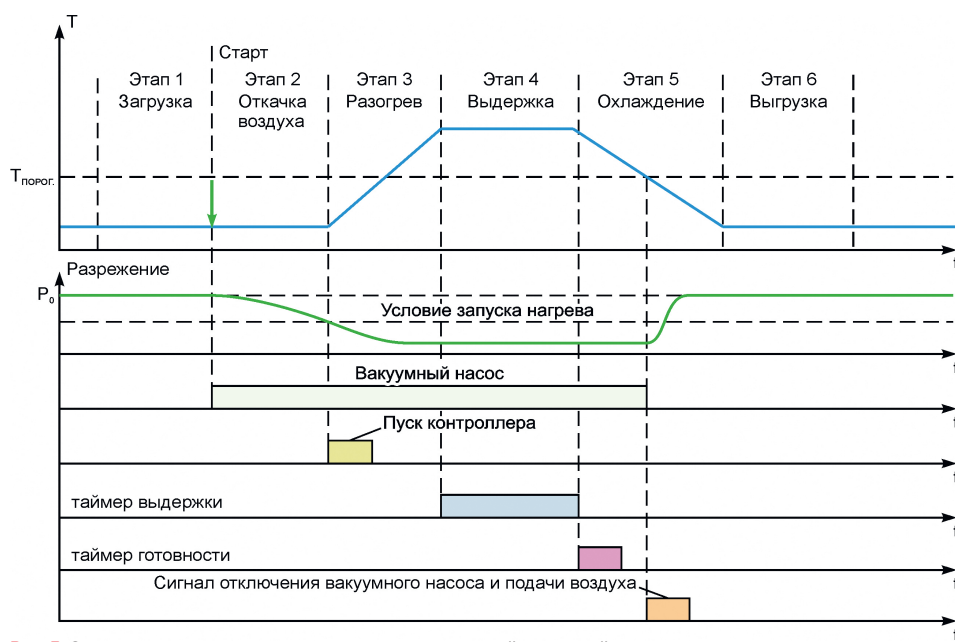 T
Старт
Этап 1
Загрузка
Этап 2
Откачка
воздуха
Этап 3
Разогрев
Этап 4
Выдержка
Этап 5
Охлаждение
Этап 6
Выгрузка
TПОРОГ.
t
Разрежение
P0
Условие запуска нагрева
t
Вакуумный насос
t
Пуск контроллера
t
таймер выдержки
t
таймер готовности
t
Сигнал отключения вакуумного насоса и подачи воздуха
t